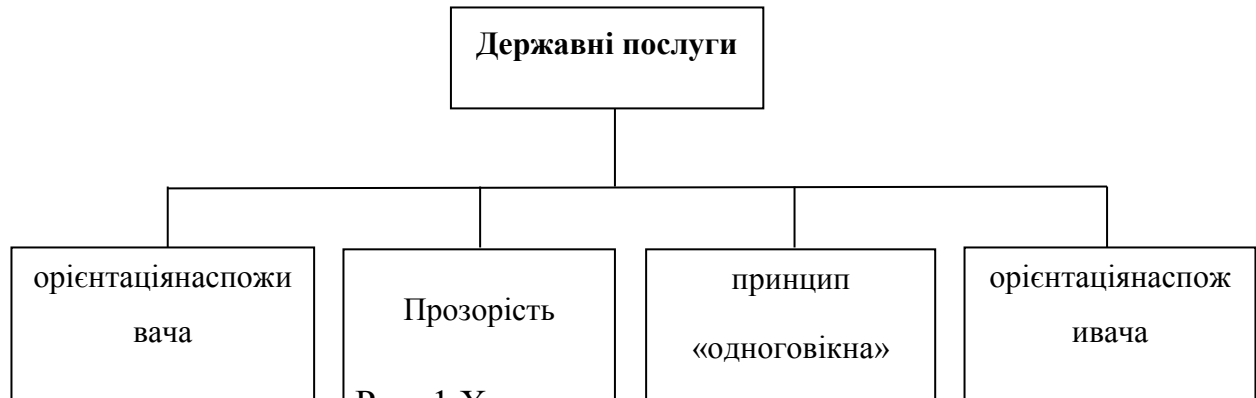 Державні послуги
орієнтаціянаспожи
вача
Прозорість
принцип
«одноговікна»
орієнтаціянаспож
ивача